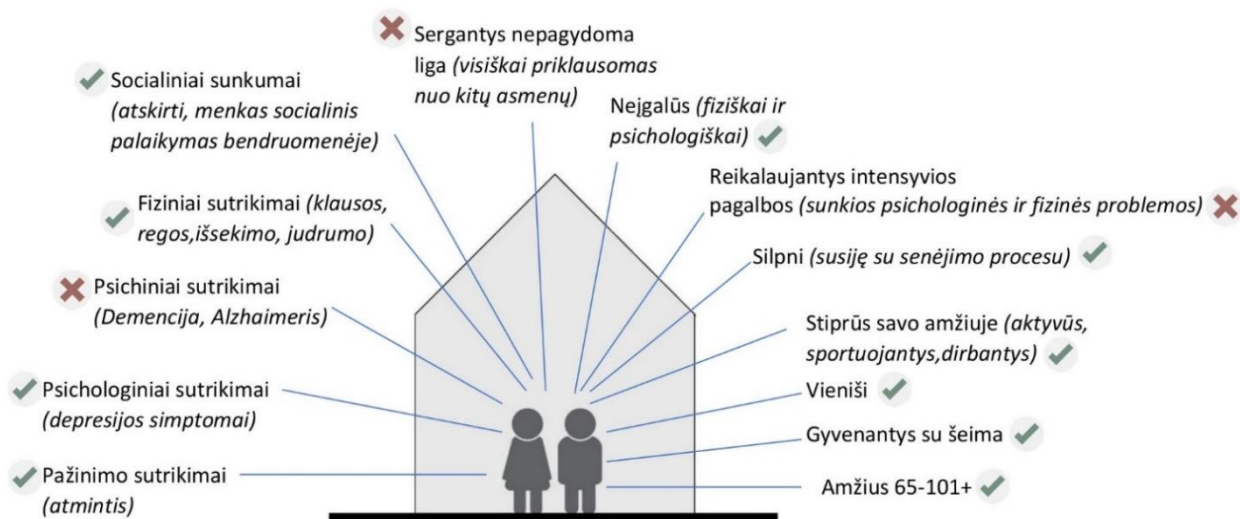 Sergantys nepagydoma
liga (visiškai priklausomas
nuo kitų asmenų)
Socialiniai sunkumai
(atskirti, menkas socialinis
palaikymas bendruomenėje)
Fiziniai sutrikimai (klausos,
regos,išsekimo, judrumo)
Psichiniai sutrikimai
(Demencija, Alzhaimeris)
Psichologiniai sutrikimai
(depresijos simptomai)
Pažinimo sutrikimai
(atmintis)
Neįgalūs (fiziškai ir
psichologiškai)
Reikalaujantys intensyvios
pagalbos (sunkios psichologinės ir fizinės problemos)
Silpni (susiję su senėjimo procesu)
Stiprūs savo amžiuje (aktyvūs,
sportuojantys,dirbantys)
Vieniši
Gyvenantys su šeima
Amžius 65-101+